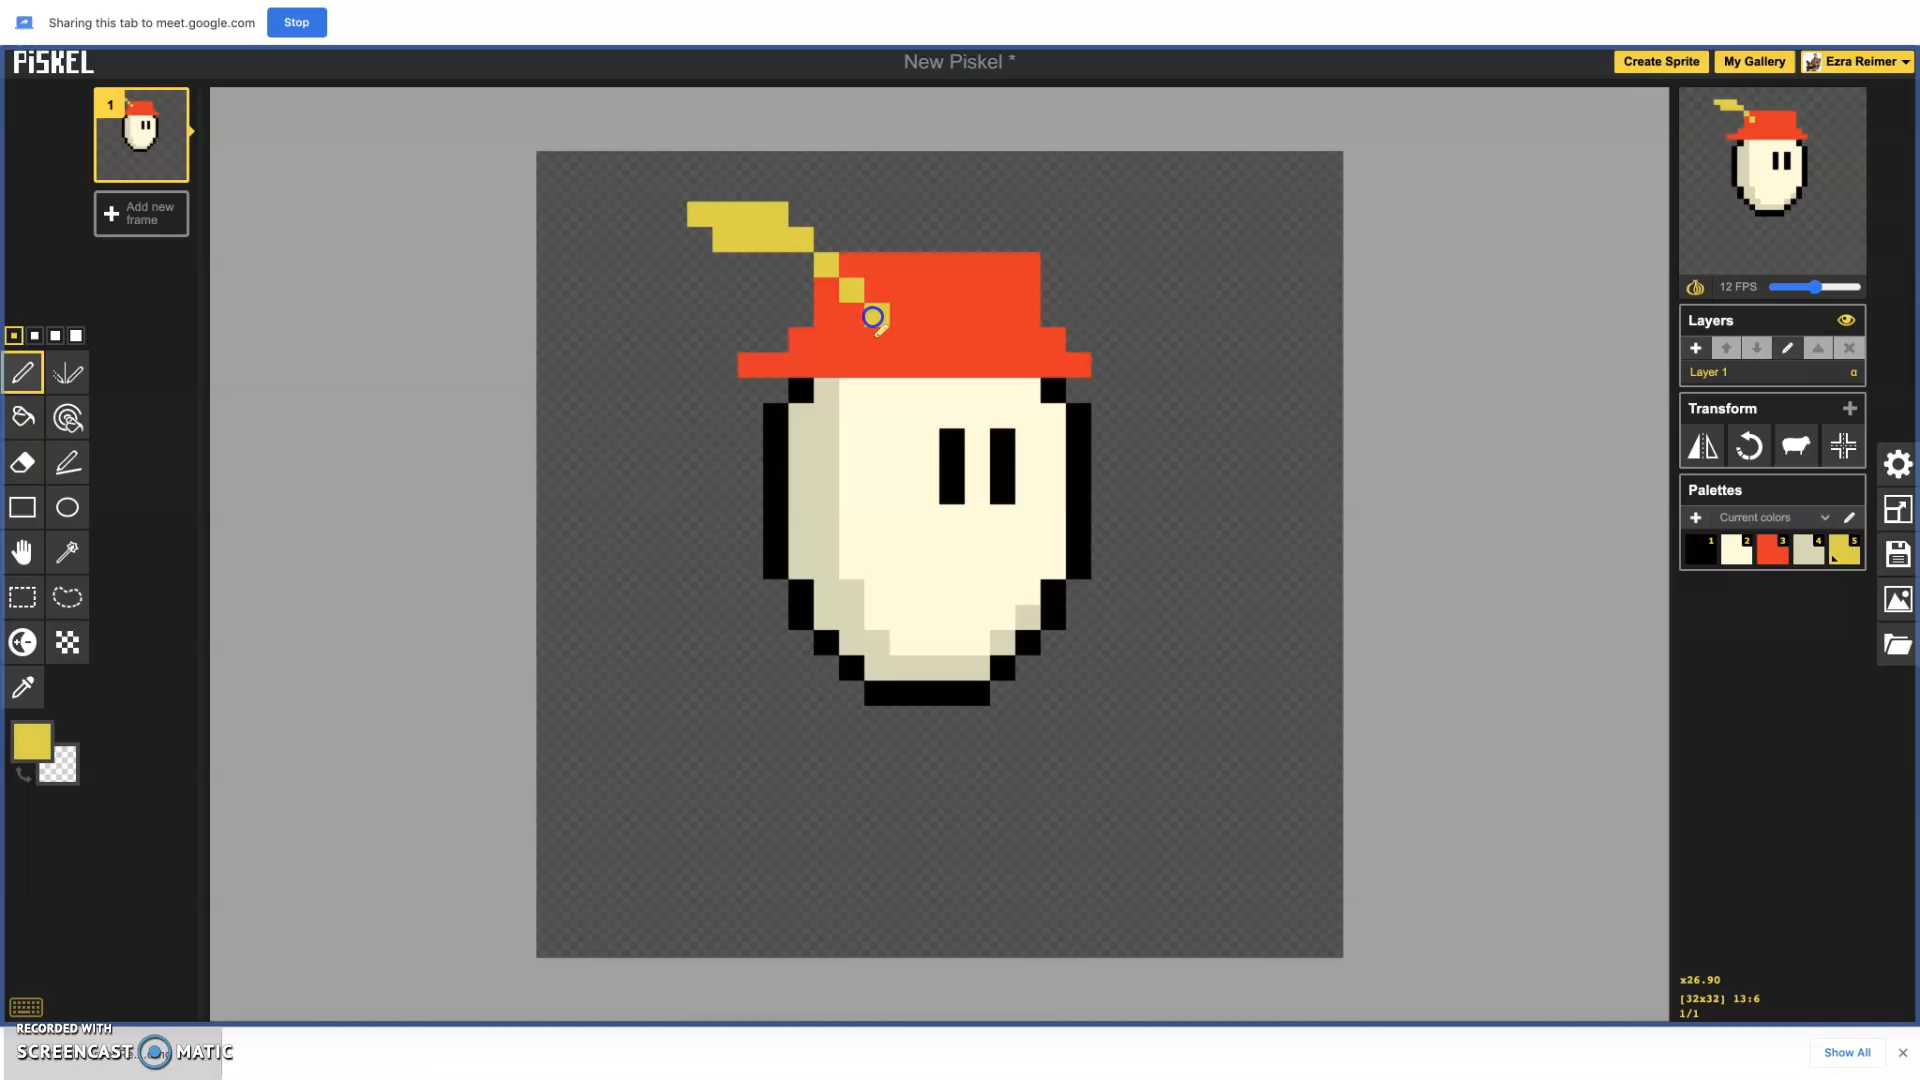 Sharing this tab to meet.google.com
Stop
PiSKEL
New Piskel *
Create Sprite
My Gallery
Ezra Reimer
1
Add new
frame
12 FPS
Layers
Layer 1
α
Transform
Palettes
Current colors
1
2
3
4
5
x26.90
[32x32] 13:6
1/1
RECORDED WITH
SCREENCAST MATIC
Show All